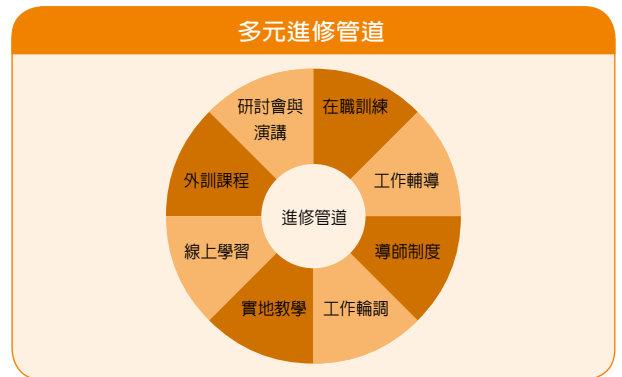 多元進修管道
研討會與
演講
在職訓練
外訓課程
工作輔導
進修管道
線上學習
導師制度
實地教學
工作輪調